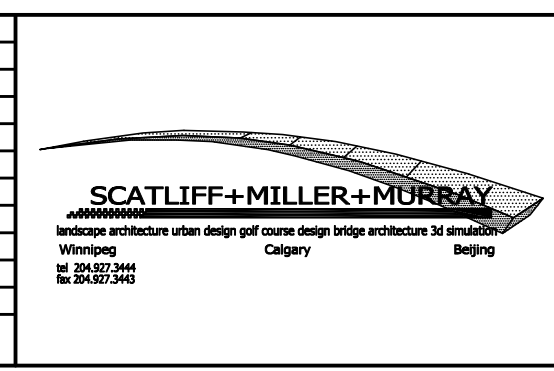 SCATLIFF+MILLER+MURRAY
landscape architecture urban design golf course design bridge architecture 3d simulation
Winnipeg Calgary Beijing
tel 204.927.3444
fax 204.927.3443